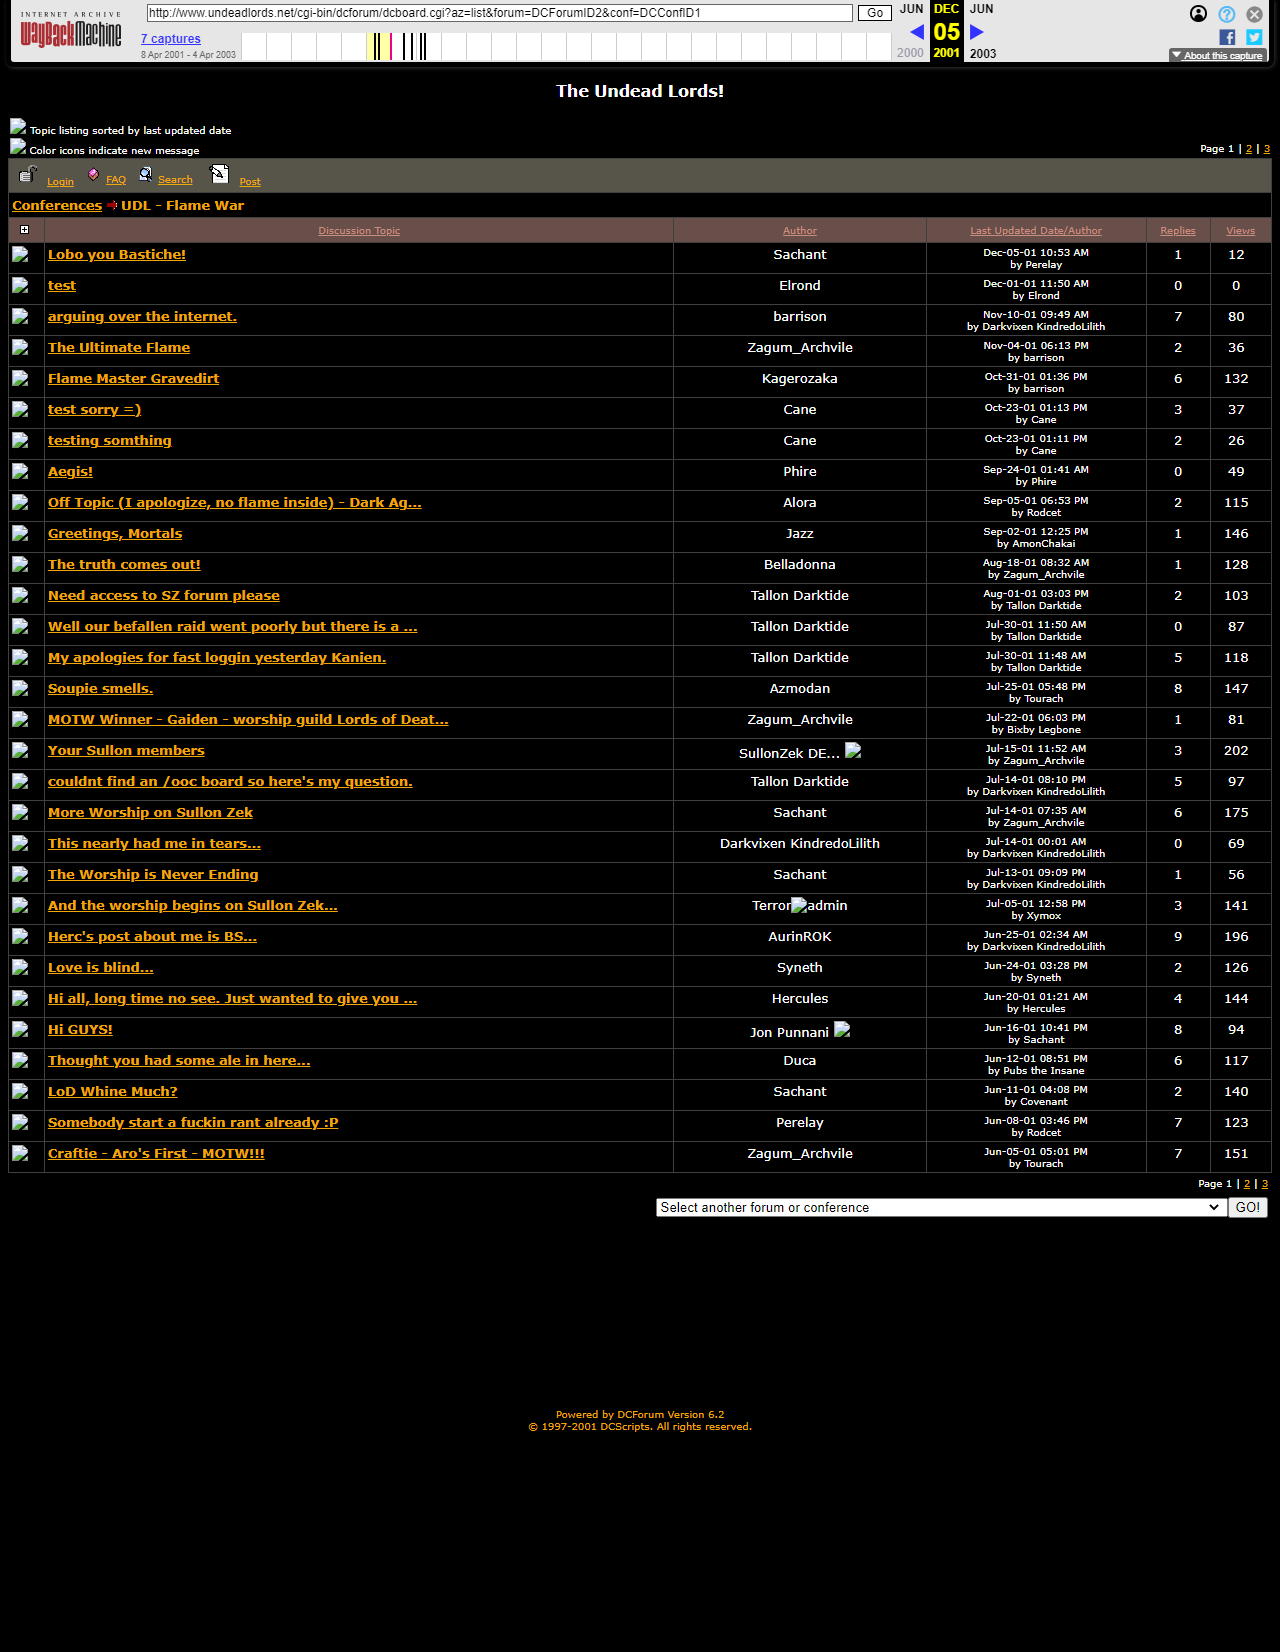 INTERNET ARCHIVE
WayBackMachine
http://www.undeadlords.net/cgi-bin/dcforum/dcboard.cgi?az=list&forum=DCForumID2&conf=DCConfID1
Go
JUN DEC JUN
7 captures
05
8 Apr 2001 - 4 Apr 2003
2000 2001 2003
About this capture
The Undead Lords!
Topic listing sorted by last updated date
Color icons indicate new message
Page 1 | 2 | 3
Login FAQ Search Post
Conferences UDL - Flame War
Discussion Topic Author Last Updated Date/Author Replies Views
Lobo you Bastiche! Sachant Dec-05-01 10:53 AM 1 12
by Perelay
test Elrond Dec-01-01 11:50 AM 0 0
by Elrond
arguing over the internet. barrison Nov-10-01 09:49 AM 7 80
by Darkvixen KindredoLilith
The Ultimate Flame Zagum_Archvile Nov-04-01 06:13 PM 2 36
by barrison
Flame Master Gravedirt Kagerozaka Oct-31-01 01:36 PM 6 132
by barrison
test sorry =) Cane Oct-23-01 01:13 PM 3 37
by Cane
testing somthing Cane Oct-23-01 01:11 PM 2 26
by Cane
Aegis! Phire Sep-24-01 01:41 AM 0 49
by Phire
Off Topic (I apologize, no flame inside) - Dark Ag... Alora Sep-05-01 06:53 PM 2 115
by Rodcet
Greetings, Mortals Jazz Sep-02-01 12:25 PM 1 146
by AmonChakai
The truth comes out! Belladonna Aug-18-01 08:32 AM 1 128
by Zagum_Archvile
Need access to SZ forum please Tallon Darktide Aug-01-01 03:03 PM 2 103
by Tallon Darktide
Well our befallen raid went poorly but there is a ... Tallon Darktide Jul-30-01 11:50 AM 0 87
by Tallon Darktide
My apologies for fast loggin yesterday Kanien. Tallon Darktide Jul-30-01 11:48 AM 5 118
by Tallon Darktide
Soupie smells. Azmodan Jul-25-01 05:48 PM 8 147
by Tourach
MOTW Winner - Gaiden - worship guild Lords of Deat... Zagum_Archvile Jul-22-01 06:03 PM 1 81
by Bixby Legbone
Your Sullon members SullonZek DE... Jul-15-01 11:52 AM 3 202
by Zagum_Archvile
couldnt find an /ooc board so here's my question. Tallon Darktide Jul-14-01 08:10 PM 5 97
by Darkvixen KindredoLilith
More Worship on Sullon Zek Sachant Jul-14-01 07:35 AM 6 175
by Zagum_Archvile
This nearly had me in tears... Darkvixen KindredoLilith Jul-14-01 00:01 AM 0 69
by Darkvixen KindredoLilith
The Worship is Never Ending Sachant Jul-13-01 09:09 PM 1 56
by Darkvixen KindredoLilith
And the worship begins on Sullon Zek... Terror admin Jul-05-01 12:58 PM 3 141
by Xymox
Herc's post about me is BS... AurinROK Jun-25-01 02:34 AM 9 196
by Darkvixen KindredoLilith
Love is blind... Syneth Jun-24-01 03:28 PM 2 126
by Syneth
Hi all, long time no see. Just wanted to give you ... Hercules Jun-20-01 01:21 AM 4 144
by Hercules
Hi GUYS! Jon Punnani Jun-16-01 10:41 PM 8 94
by Sachant
Thought you had some ale in here... Duca Jun-12-01 08:51 PM 6 117
by Pubs the Insane
LoD Whine Much? Sachant Jun-11-01 04:08 PM 2 140
by Covenant
Somebody start a fuckin rant already :P Perelay Jun-08-01 03:46 PM 7 123
by Rodcet
Craftie - Aro's First - MOTW!!! Zagum_Archvile Jun-05-01 05:01 PM 7 151
by Tourach
Page 1 | 2 | 3
Select another forum or conference GO!
Powered by DCForum Version 6.2
© 1997-2001 DCScripts. All rights reserved.